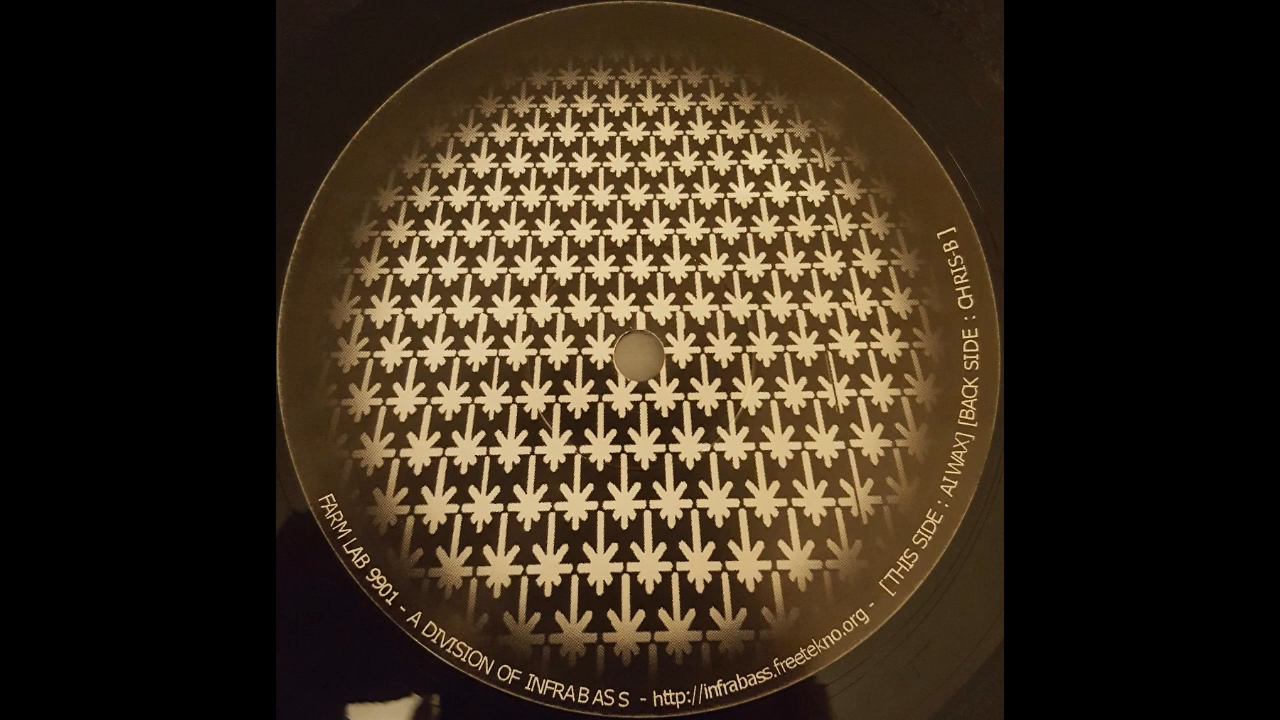 FARM LAB 9901 - A DIVISION OF INFRABASS - http://infrabass.freetekno.org - [THIS SIDE : AIWAX] [BACK SIDE : CHRIS-B]